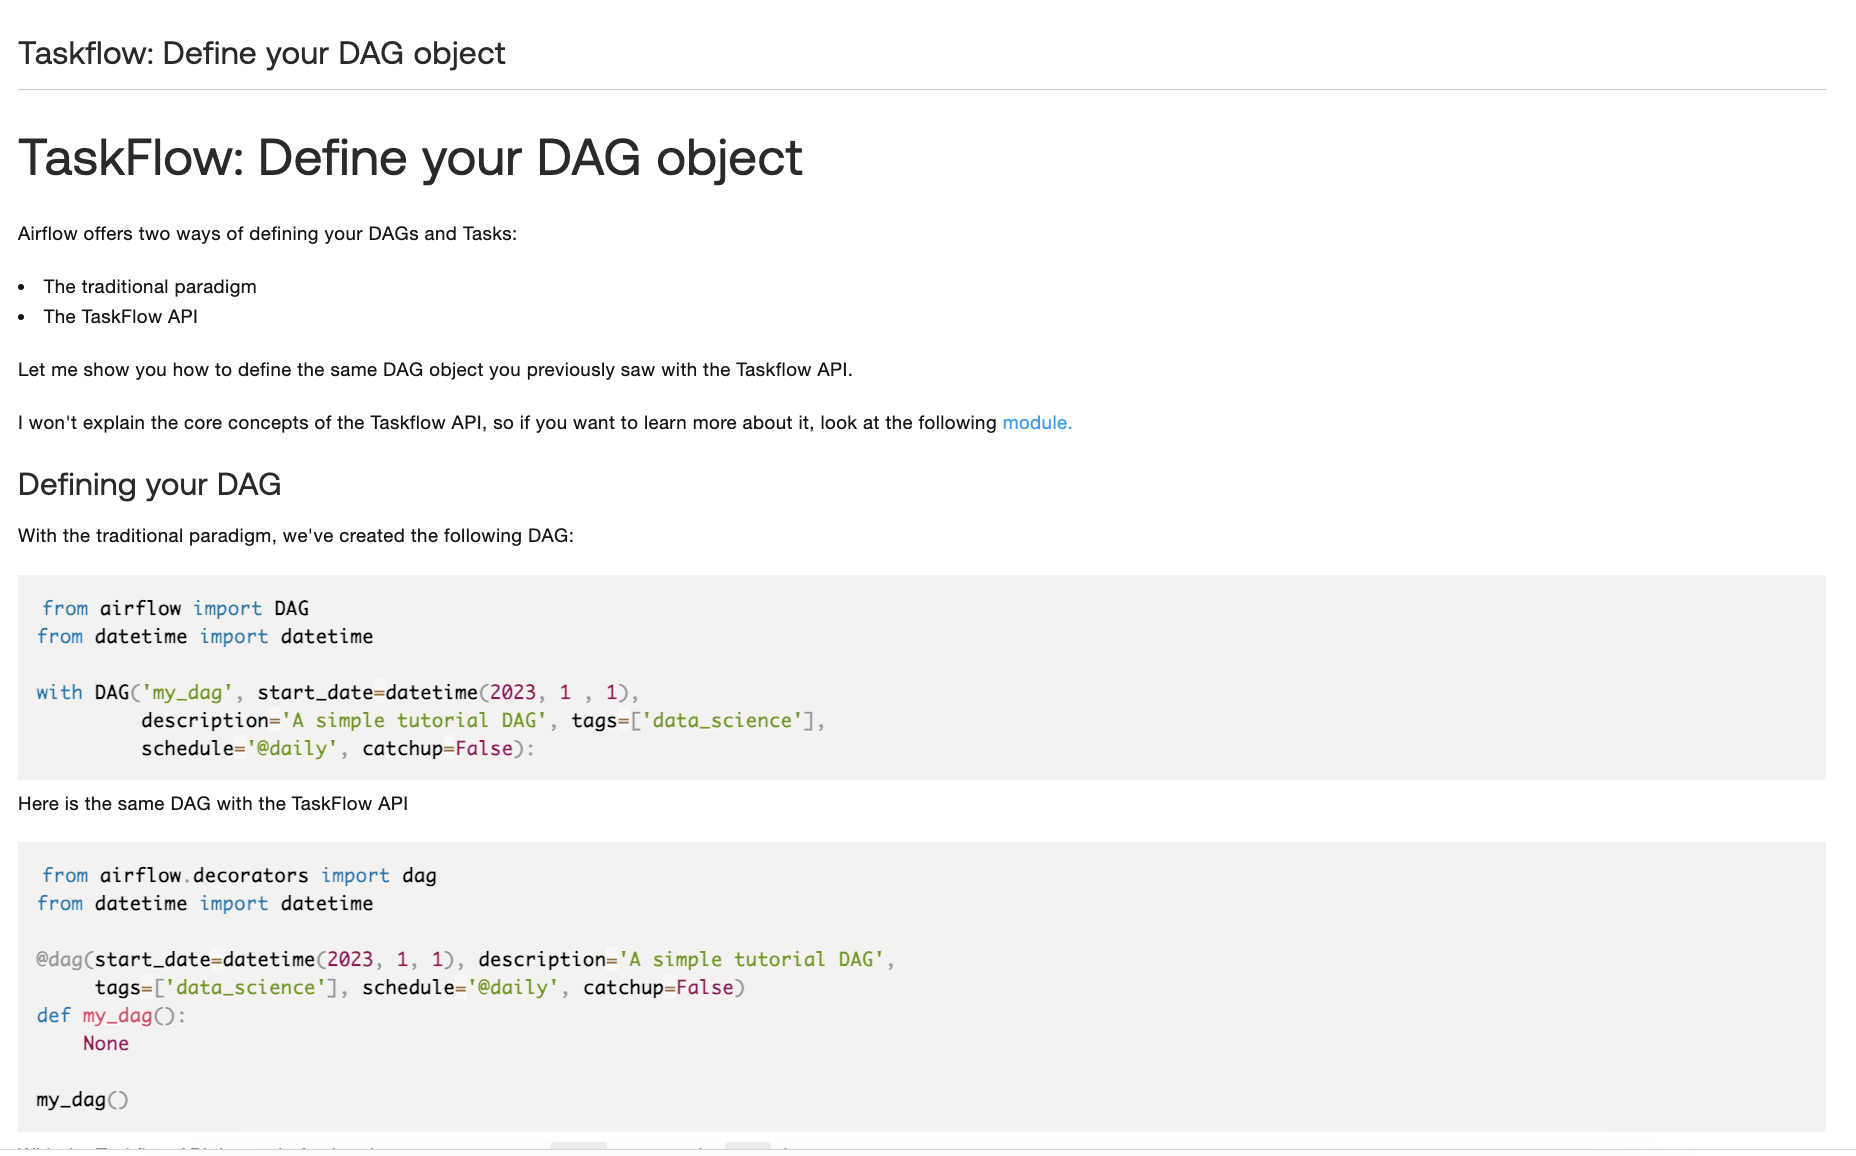 Taskflow: Define your DAG object
TaskFlow: Define your DAG object
Airflow offers two ways of defining your DAGs and Tasks:
• The traditional paradigm
• The TaskFlow API
Let me show you how to define the same DAG object you previously saw with the Taskflow API.
I won't explain the core concepts of the Taskflow API, so if you want to learn more about it, look at the following module.
Defining your DAG
With the traditional paradigm, we've created the following DAG:
from airflow import DAG
from datetime import datetime
with DAG('my_dag', start_date=datetime(2023, 1 , 1),
description='A simple tutorial DAG', tags=['data_science'],
schedule='@daily', catchup=False):
Here is the same DAG with the TaskFlow API
from airflow.decorators import dag
from datetime import datetime
@dag(start_date=datetime(2023, 1, 1), description='A simple tutorial DAG',
tags=['data_science'], schedule='@daily', catchup=False)
def my_dag():
None
my_dag()